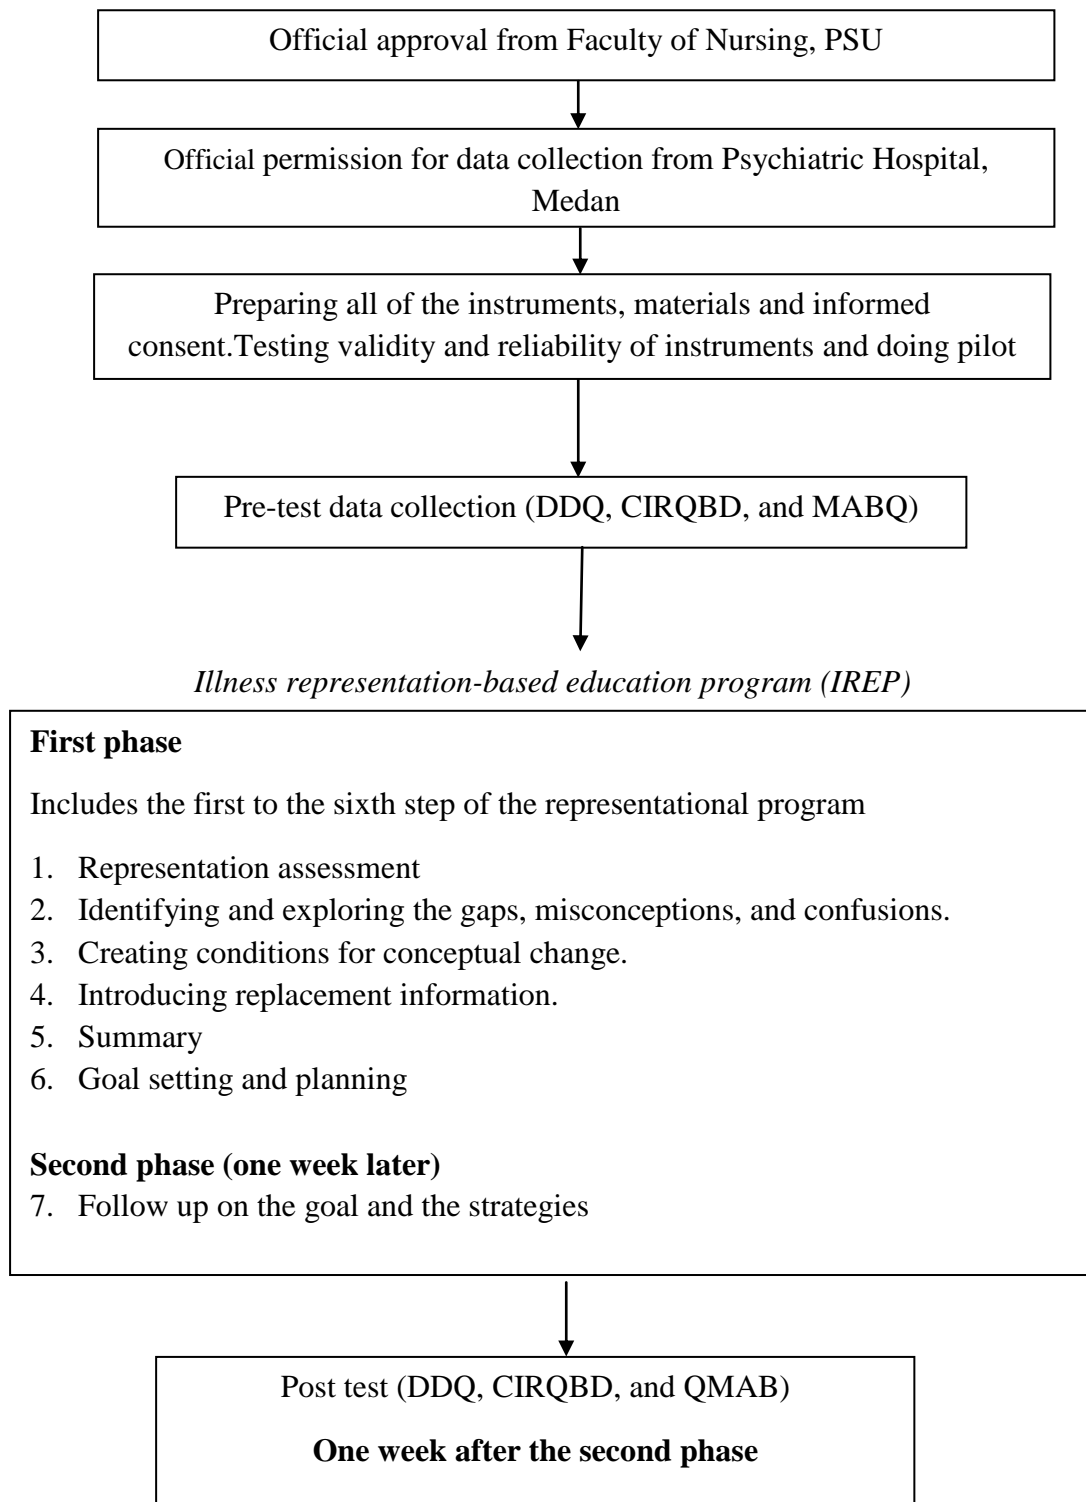 Official approval from Faculty of Nursing, PSU
Official permission for data collection from Psychiatric Hospital,
Medan
Preparing all of the instruments, materials and informed
consent.Testing validity and reliability of instruments and doing pilot
Pre-test data collection (DDQ, CIRQBD, and MABQ)
Illness representation-based education program (IREP)
First phase
Includes the first to the sixth step of the representational program
1. Representation assessment
2. Identifying and exploring the gaps, misconceptions, and confusions.
3. Creating conditions for conceptual change.
4. Introducing replacement information.
5. Summary
6. Goal setting and planning
Second phase (one week later)
7. Follow up on the goal and the strategies
Post test (DDQ, CIRQBD, and QMAB)
One week after the second phase